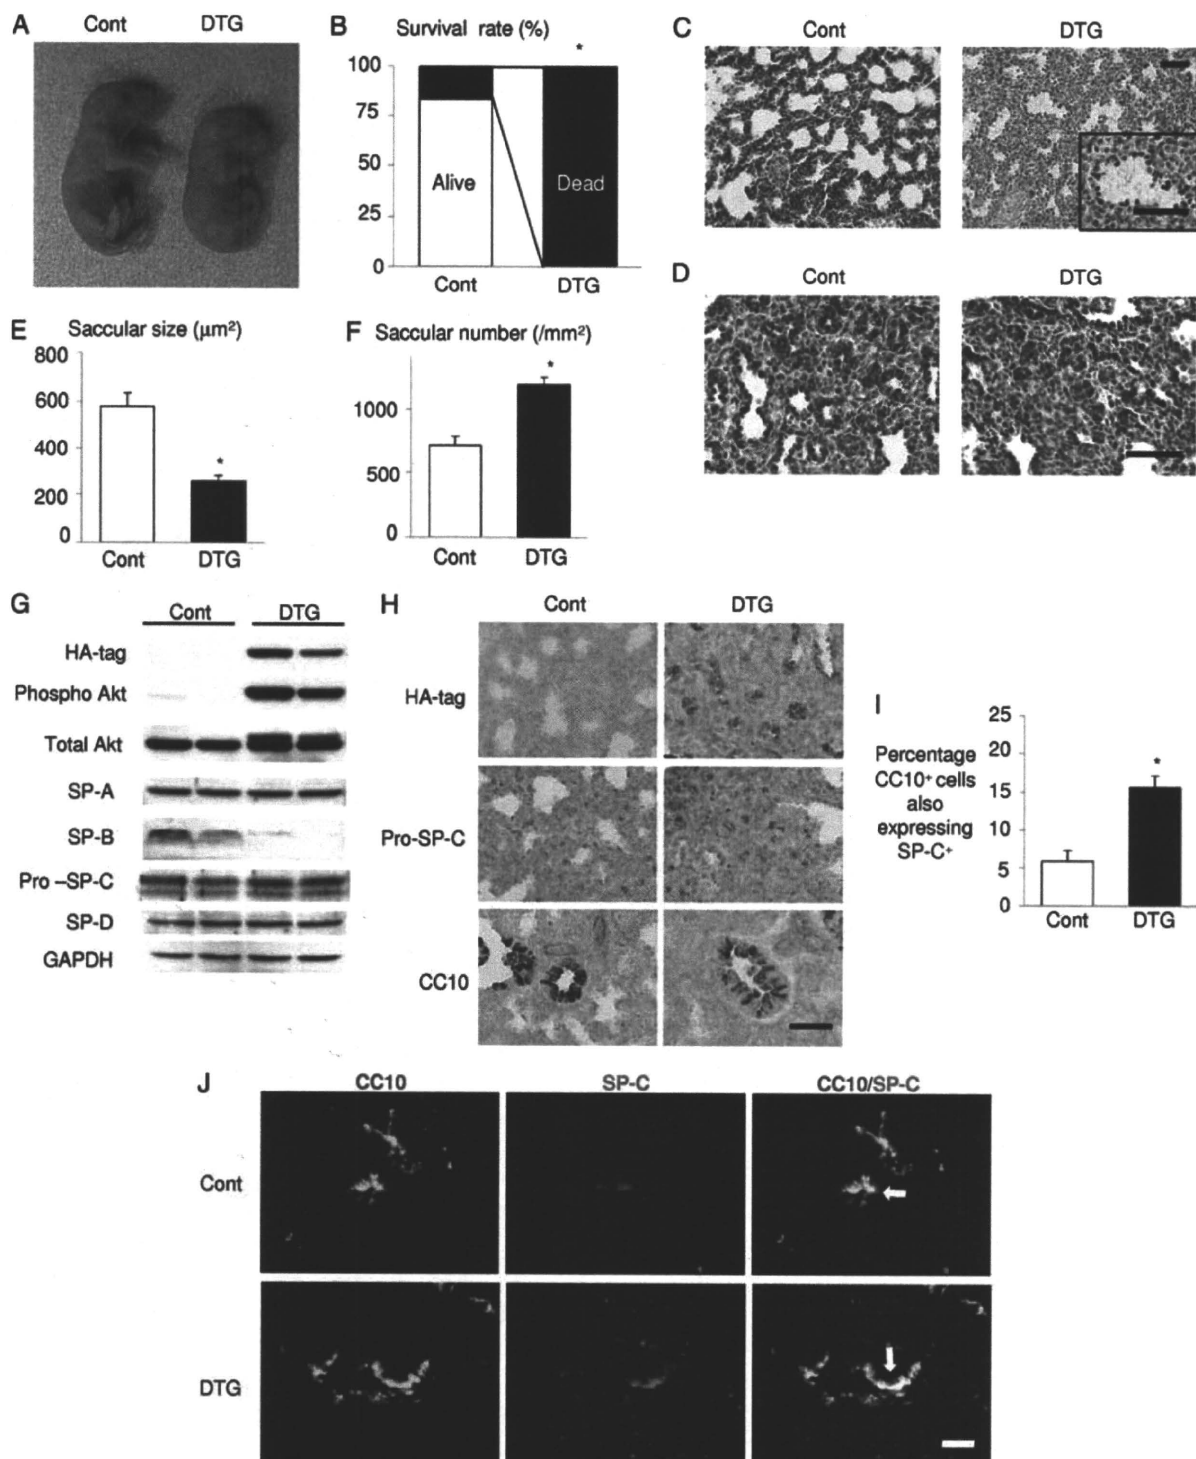 A Cont DTG
B Survival rate (%)
*
100
75
50
25
0
Alive
Dead
Cont DTG
C Cont DTG
D Cont DTG
E Saccular size (μm²)
800
600
400
200
0
*
Cont DTG
F Saccular number (/mm²)
1000
500
0
*
Cont DTG
G Cont DTG
HA-tag
Phospho Akt
Total Akt
SP-A
SP-B
Pro –SP-C
SP-D
GAPDH
H Cont DTG
HA-tag
Pro-SP-C
CC10
I
Percentage
CC10⁺ cells
also
expressing
SP-C⁺
25
20
15
10
5
0
*
Cont DTG
J CC10 SP-C CC10/SP-C
Cont
DTG